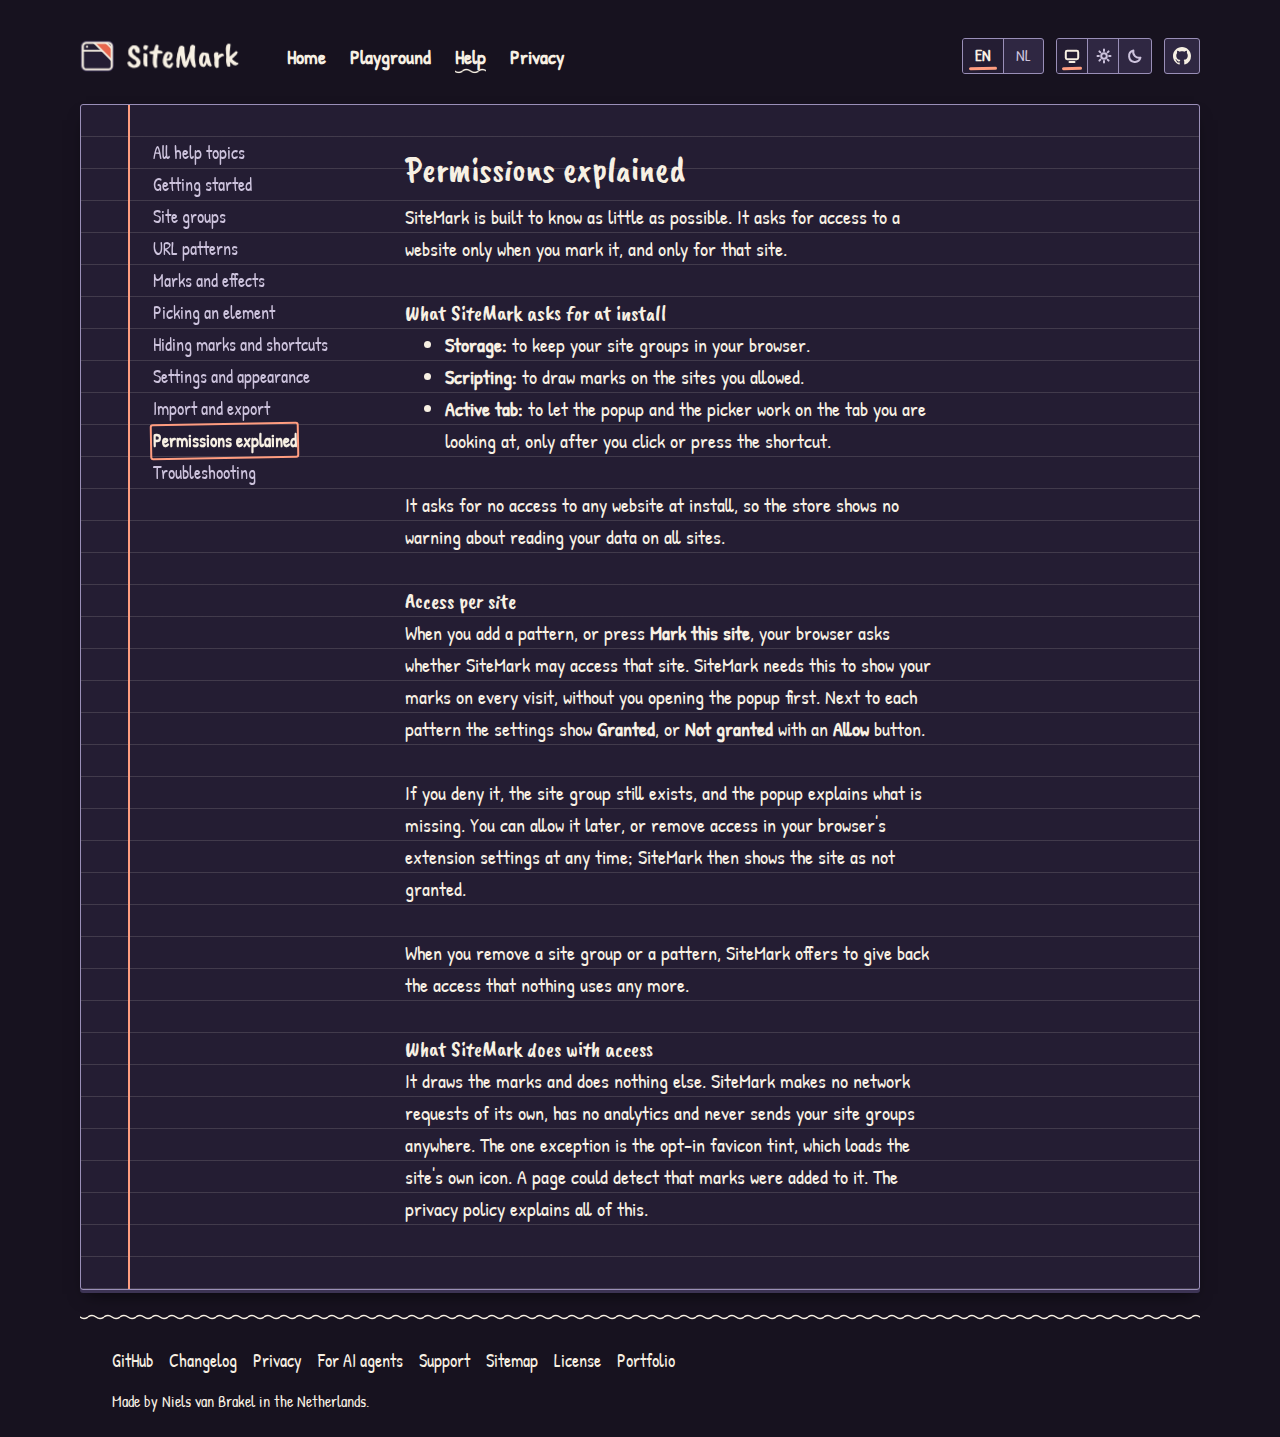 SiteMark
Home Playground Help Privacy
EN NL
All help topics
Getting started
Site groups
URL patterns
Marks and effects
Picking an element
Hiding marks and shortcuts
Settings and appearance
Import and export
Permissions explained
Troubleshooting
Permissions explained
SiteMark is built to know as little as possible. It asks for access to a
website only when you mark it, and only for that site.
What SiteMark asks for at install
• Storage: to keep your site groups in your browser.
• Scripting: to draw marks on the sites you allowed.
• Active tab: to let the popup and the picker work on the tab you are
looking at, only after you click or press the shortcut.
It asks for no access to any website at install, so the store shows no
warning about reading your data on all sites.
Access per site
When you add a pattern, or press Mark this site, your browser asks
whether SiteMark may access that site. SiteMark needs this to show your
marks on every visit, without you opening the popup first. Next to each
pattern the settings show Granted, or Not granted with an Allow button.
If you deny it, the site group still exists, and the popup explains what is
missing. You can allow it later, or remove access in your browser's
extension settings at any time; SiteMark then shows the site as not
granted.
When you remove a site group or a pattern, SiteMark offers to give back
the access that nothing uses any more.
What SiteMark does with access
It draws the marks and does nothing else. SiteMark makes no network
requests of its own, has no analytics and never sends your site groups
anywhere. The one exception is the opt-in favicon tint, which loads the
site's own icon. A page could detect that marks were added to it. The
privacy policy explains all of this.
GitHub Changelog Privacy For AI agents Support Sitemap License Portfolio
Made by Niels van Brakel in the Netherlands.